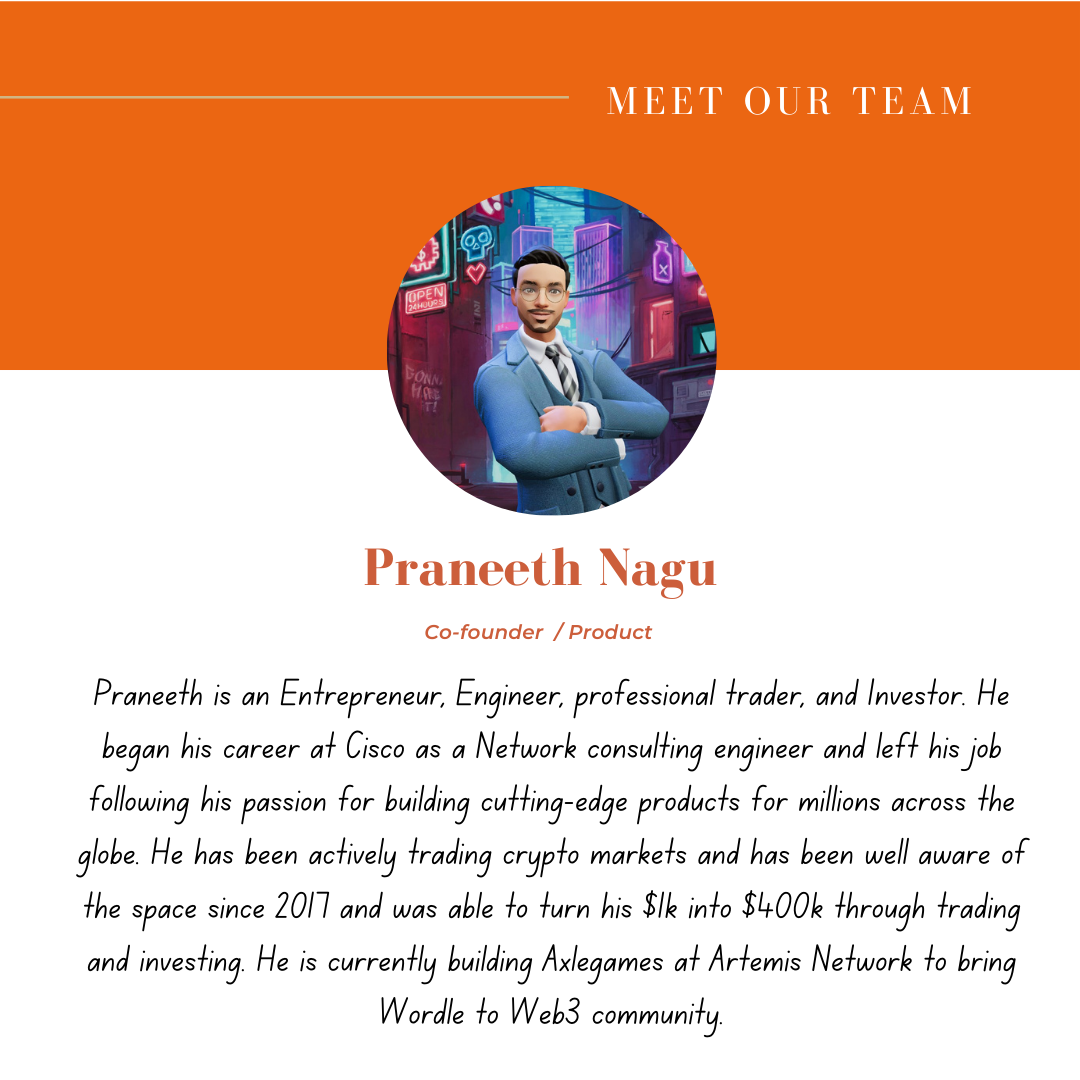 MEET OUR TEAM
OPEN
24HOURS
Praneeth Nagu
Co-founder / Product
Praneeth is an Entrepreneur, Engineer, professional trader, and Investor. He
began his career at Cisco as a Network consulting engineer and left his job
following his passion for building cutting-edge products for millions across the
globe. He has been actively trading crypto markets and has been well aware of
the space since 2017 and was able to turn his $1k into $400k through trading
and investing. He is currently building Axlegames at Artemis Network to bring
Wordle to Web3 community.